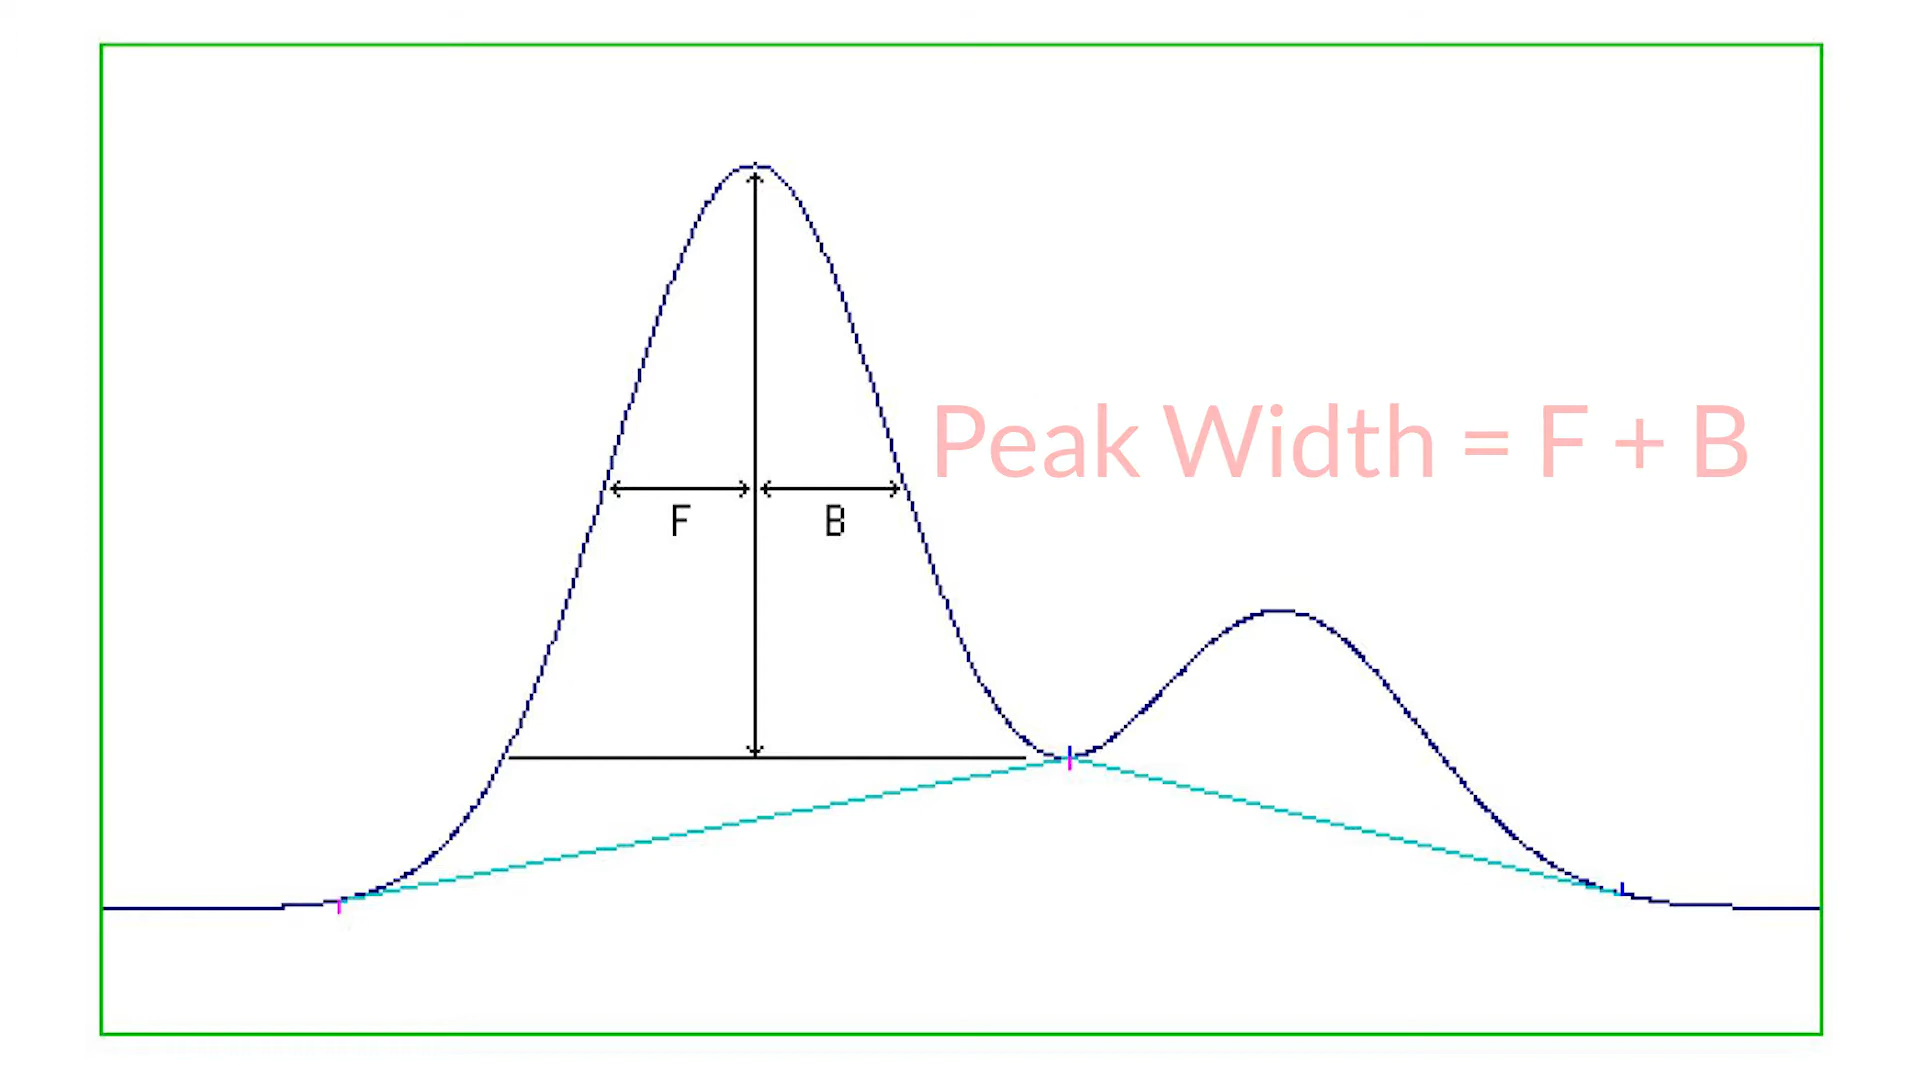 Peak Width = F + B
F
B